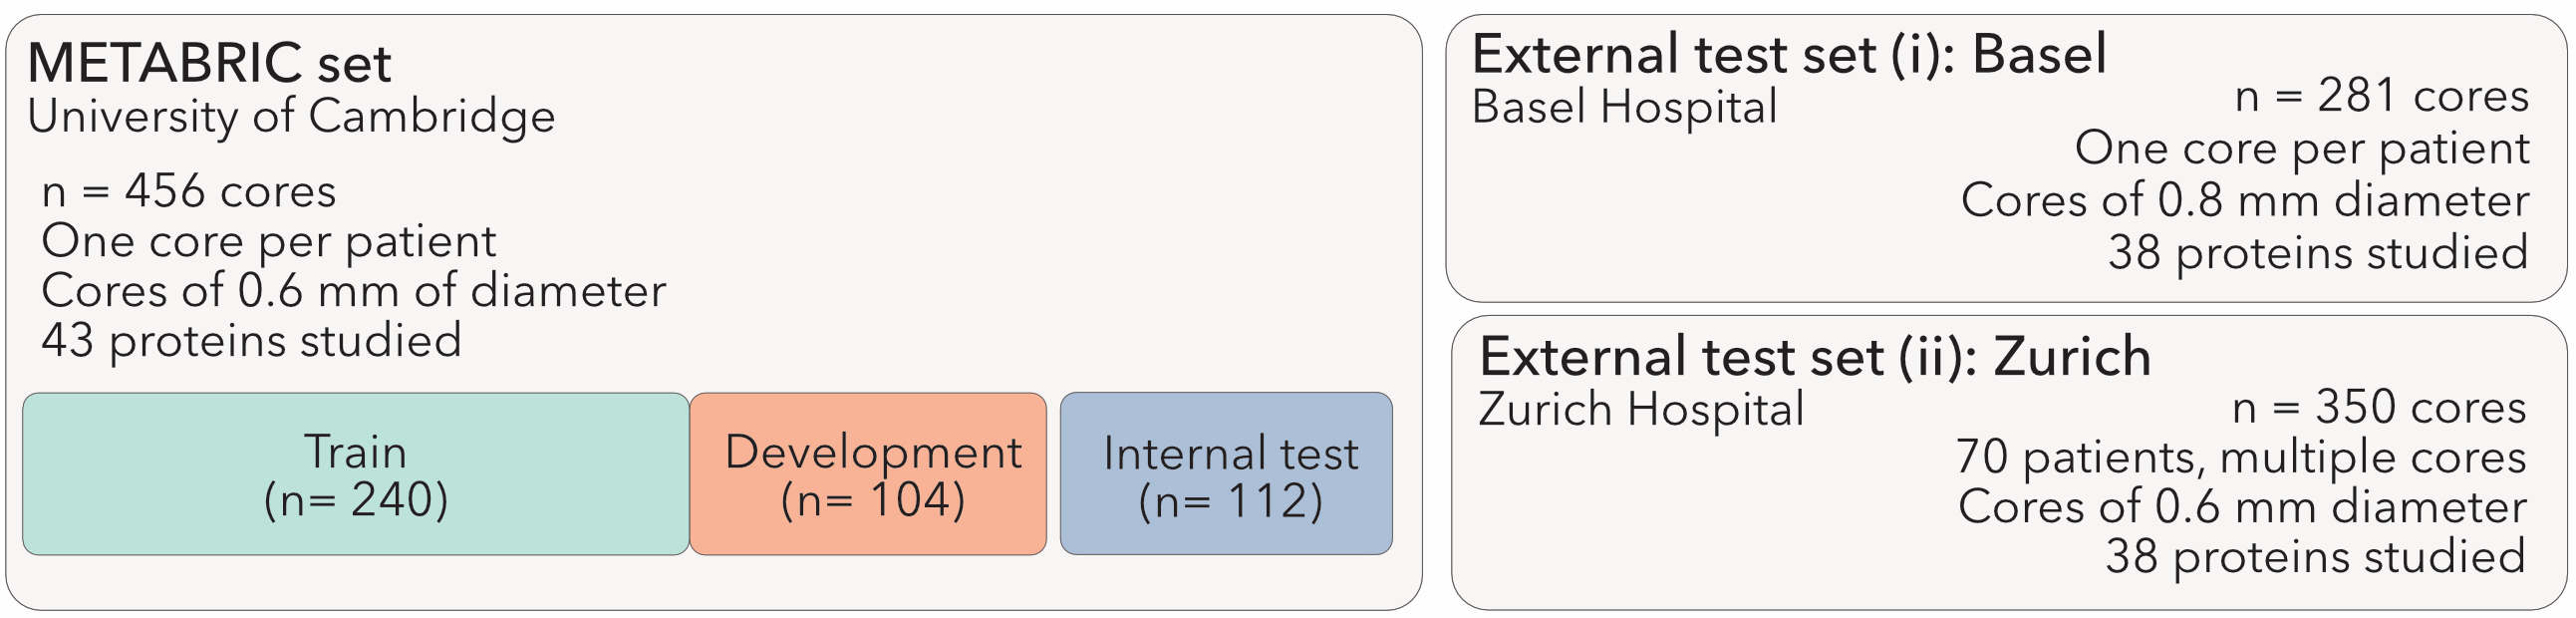 METABRIC set
University of Cambridge
n = 456 cores
One core per patient
Cores of 0.6 mm of diameter
43 proteins studied
Train
(n= 240)
Development
(n= 104)
Internal test
(n= 112)
External test set (i): Basel
Basel Hospital
n = 281 cores
One core per patient
Cores of 0.8 mm diameter
38 proteins studied
External test set (ii): Zurich
Zurich Hospital
n = 350 cores
70 patients, multiple cores
Cores of 0.6 mm diameter
38 proteins studied